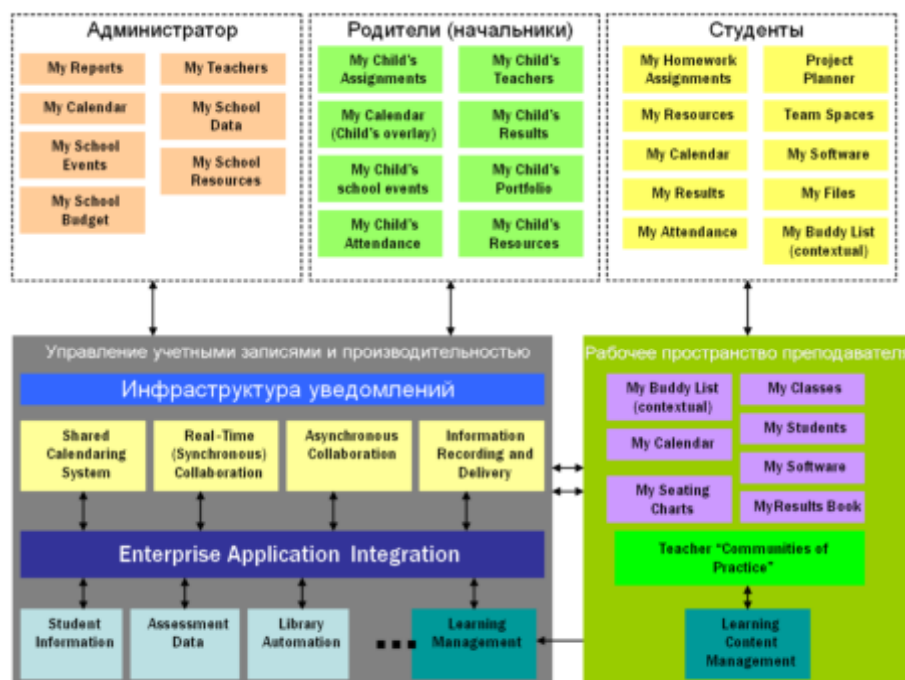 Администратор
My Reports
My Teachers
My Calendar
My School
Data
My School
Events
My School
Resources
My School
Budget
Родители (начальники)
My Child's
Assignments
My Child's
Teachers
My Calendar
(Child's overlay)
My Child's
Results
My Child's
school events
My Child's
Portfolio
My Child's
Attendance
My Child's
Resources
Студенты
My Homework
Assignments
Project
Planner
My Resources
Team Spaces
My Calendar
My Software
My Results
My Files
My Attendance
My Buddy List
(contextual)
Управление учетными записями и производительностью
Инфраструктура уведомлений
Shared
Calendaring
System
Real-Time
(Synchronous)
Collaboration
Asynchronous
Collaboration
Information
Recording and
Delivery
Enterprise Application Integration
Student
Information
Assessment
Data
Library
Automation
...
Learning
Management
Рабочее пространство преподавател
My Buddy List
(contextual)
My Classes
My Calendar
My Students
My Software
My Seating
Charts
My Results Book
Teacher "Communities of
Practice"
Learning
Content
Management